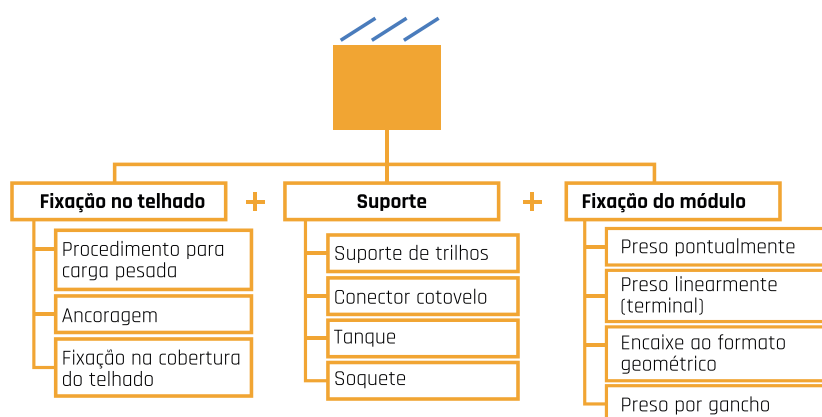 Fixação no telhado
+
Suporte
+
Fixação do módulo
Procedimento para
carga pesada
Ancoragem
Fixação na cobertura
do telhado
Suporte de trilhos
Conector cotovelo
Tanque
Soquete
Preso pontualmente
Preso linearmente
(terminal)
Encaixe ao formato
geométrico
Preso por gancho